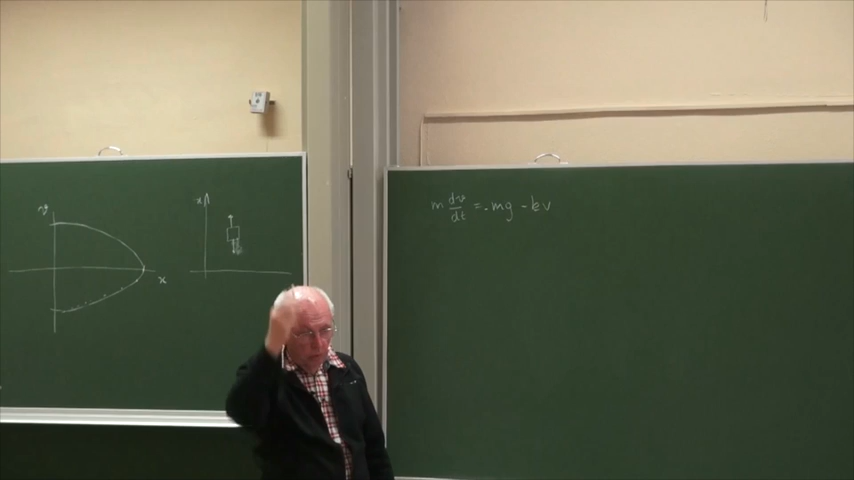 v
x
x
m dv/dt = -mg - kv